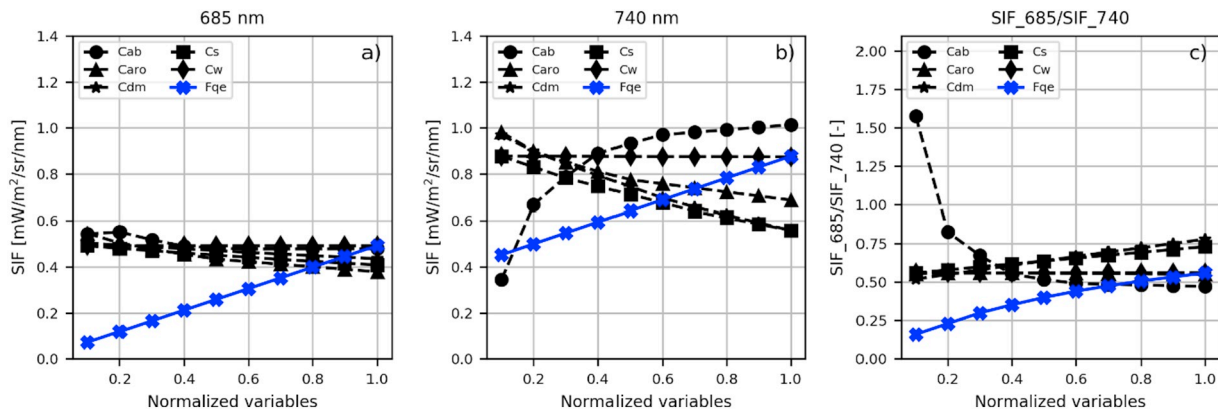 685 nm
a)
Cab
Caro
Cdm
Cs
Cw
Fqe
SIF [mW/m²/sr/nm]
1.4
1.2
1.0
0.8
0.6
0.4
0.2
0.0
0.2 0.4 0.6 0.8 1.0
Normalized variables
740 nm
b)
Cab
Caro
Cdm
Cs
Cw
Fqe
SIF [mW/m²/sr/nm]
1.4
1.2
1.0
0.8
0.6
0.4
0.2
0.0
0.2 0.4 0.6 0.8 1.0
Normalized variables
SIF_685/SIF_740
c)
Cab
Caro
Cdm
Cs
Cw
Fqe
SIF_685/SIF_740 [-]
2.00
1.75
1.50
1.25
1.00
0.75
0.50
0.25
0.00
0.2 0.4 0.6 0.8 1.0
Normalized variables